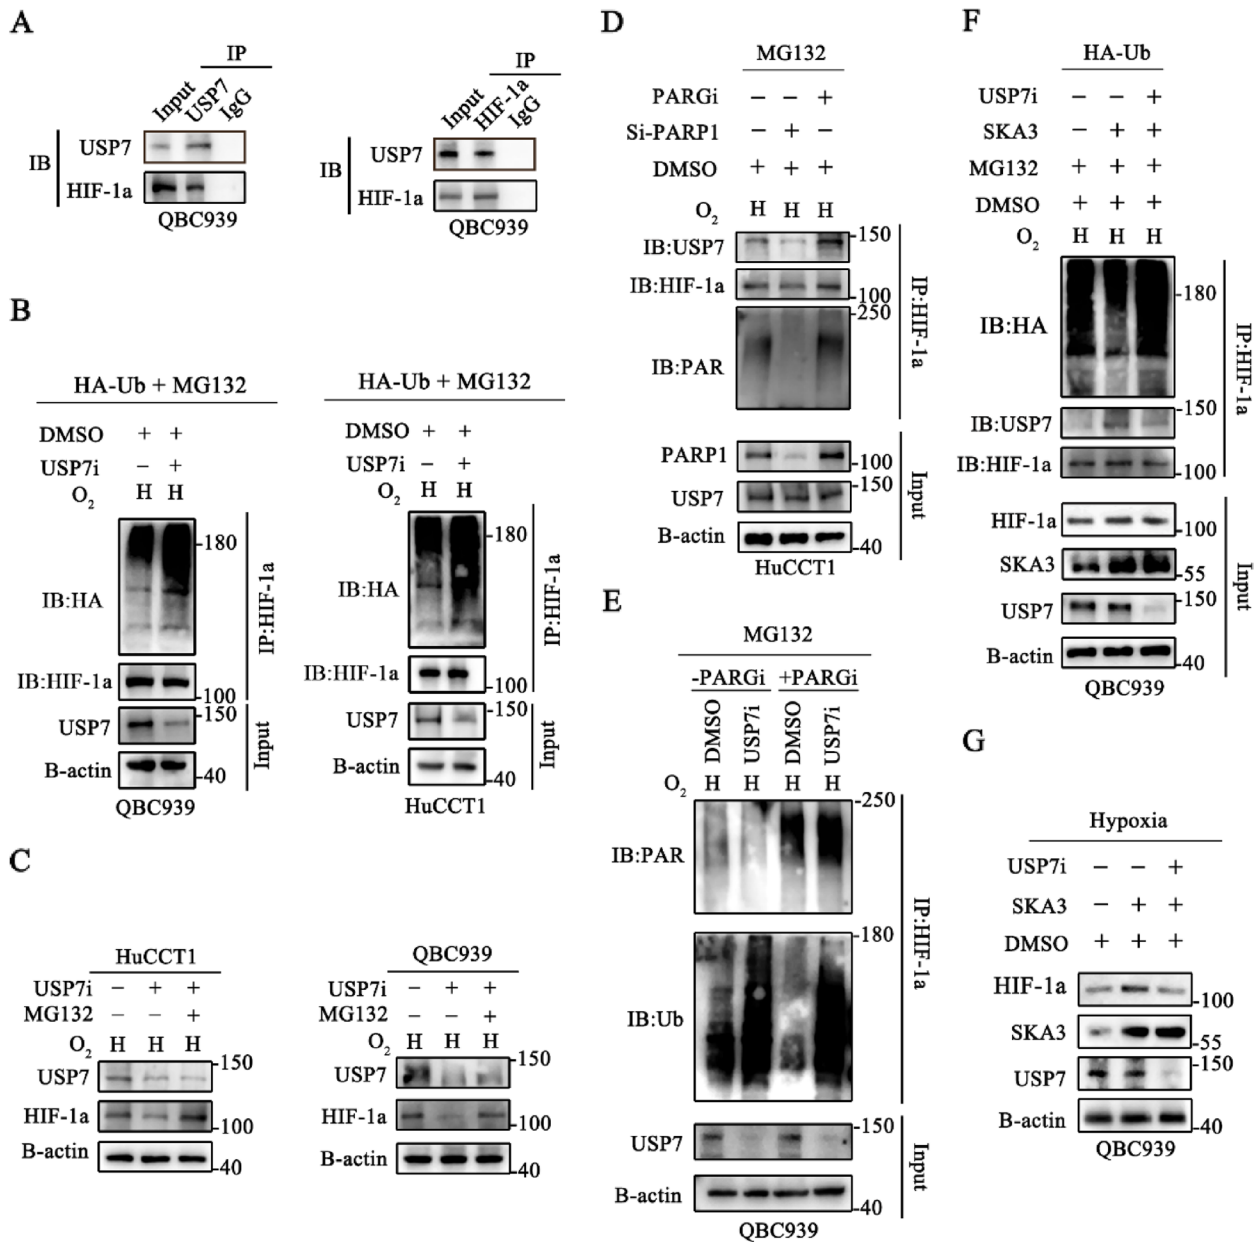 A
IP
Input
USP7
IgG
IB
USP7
HIF-1a
QBC939
IP
Input
HIF-1a
IgG
USP7
HIF-1a
QBC939
B
HA-Ub + MG132
DMSO + +
USP7i – +
O2 H H
IB:HA
-180
IB:HIF-1a
-100
IP:HIF-1a
USP7
-150
B-actin
-40
Input
QBC939
HA-Ub + MG132
DMSO + +
USP7i – +
O2 H H
IB:HA
-180
IB:HIF-1a
-100
IP:HIF-1a
USP7
-150
B-actin
-40
Input
HuCCT1
C
HuCCT1
USP7i – + +
MG132 – – +
O2 H H H
USP7
-150
HIF-1a
-100
B-actin
-40
QBC939
USP7i – + +
MG132 – – +
O2 H H H
USP7
-150
HIF-1a
-100
B-actin
-40
D
MG132
PARGi – – +
Si-PARP1 – + –
DMSO + + +
O2 H H H
IB:USP7
-150
IB:HIF-1a
-100
-250
IB:PAR
IP:HIF-1a
PARP1
-100
USP7
-150
B-actin
-40
Input
HuCCT1
E
MG132
-PARGi +PARGi
DMSO
USP7i
DMSO
USP7i
O2 H H H H
-250
IB:PAR
-180
IB:Ub
IP:HIF-1a
USP7
-150
B-actin
-40
Input
QBC939
F
HA-Ub
USP7i – – +
SKA3 – + +
MG132 + + +
DMSO + + +
O2 H H H
-180
IB:HA
-150
IB:USP7
IB:HIF-1a
-100
IP:HIF-1a
HIF-1a
-100
SKA3
-55
USP7
-150
B-actin
-40
Input
QBC939
G
Hypoxia
USP7i – – +
SKA3 – + +
DMSO + + +
HIF-1a
-100
SKA3
-55
USP7
-150
B-actin
-40
QBC939